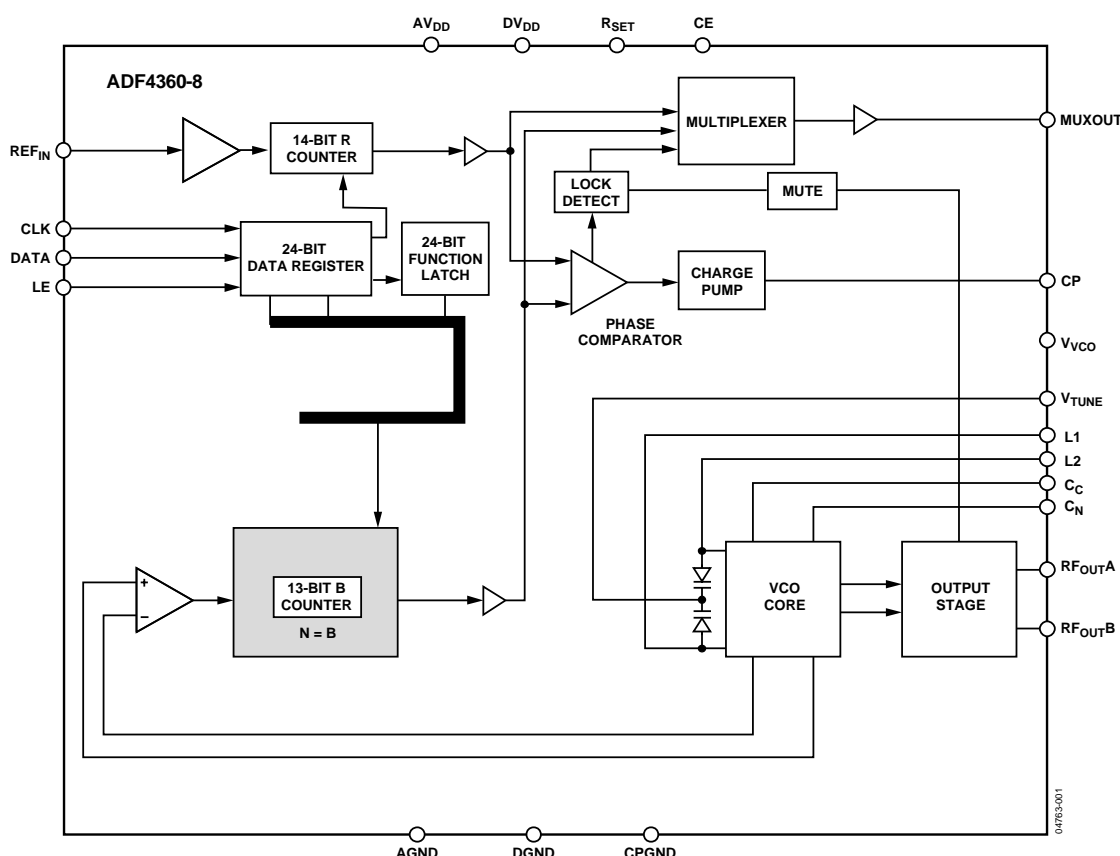 AVDD
DVDD
RSET
CE
ADF4360-8
MULTIPLEXER
MUXOUT
REFIN
14-BIT R
COUNTER
LOCK
DETECT
MUTE
CLK
DATA
LE
24-BIT
DATA REGISTER
24-BIT
FUNCTION
LATCH
CHARGE
PUMP
CP
PHASE
COMPARATOR
VVCO
VTUNE
L1
L2
CC
CN
+
–
13-BIT B
COUNTER
N = B
VCO
CORE
OUTPUT
STAGE
RFOUTA
RFOUTB
04763-001
AGND
DGND
CPGND